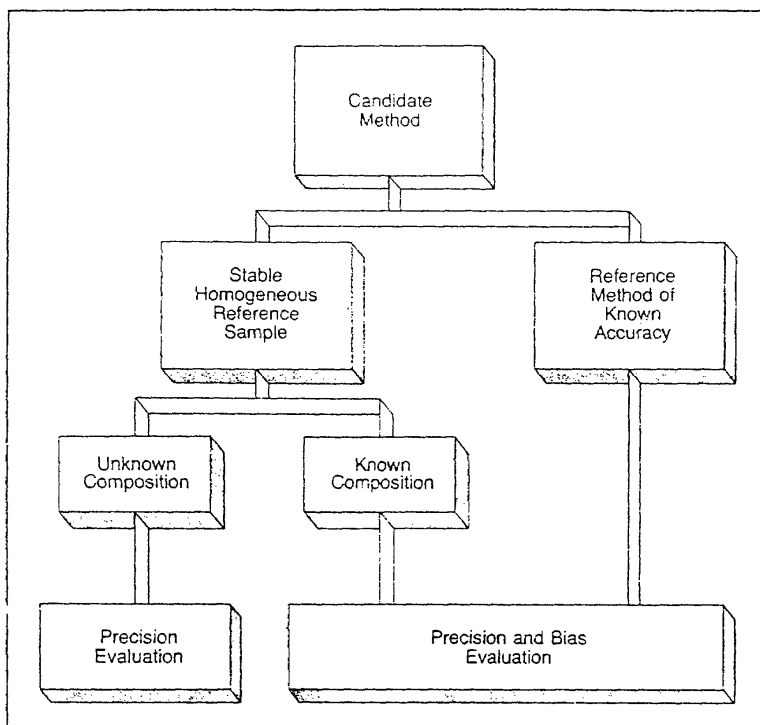 Candidate
Method
Stable
Homogeneous
Reference
Sample
Reference
Method of
Known
Accuracy
Unknown
Composition
Known
Composition
Precision
Evaluation
Precision and Bias
Evaluation